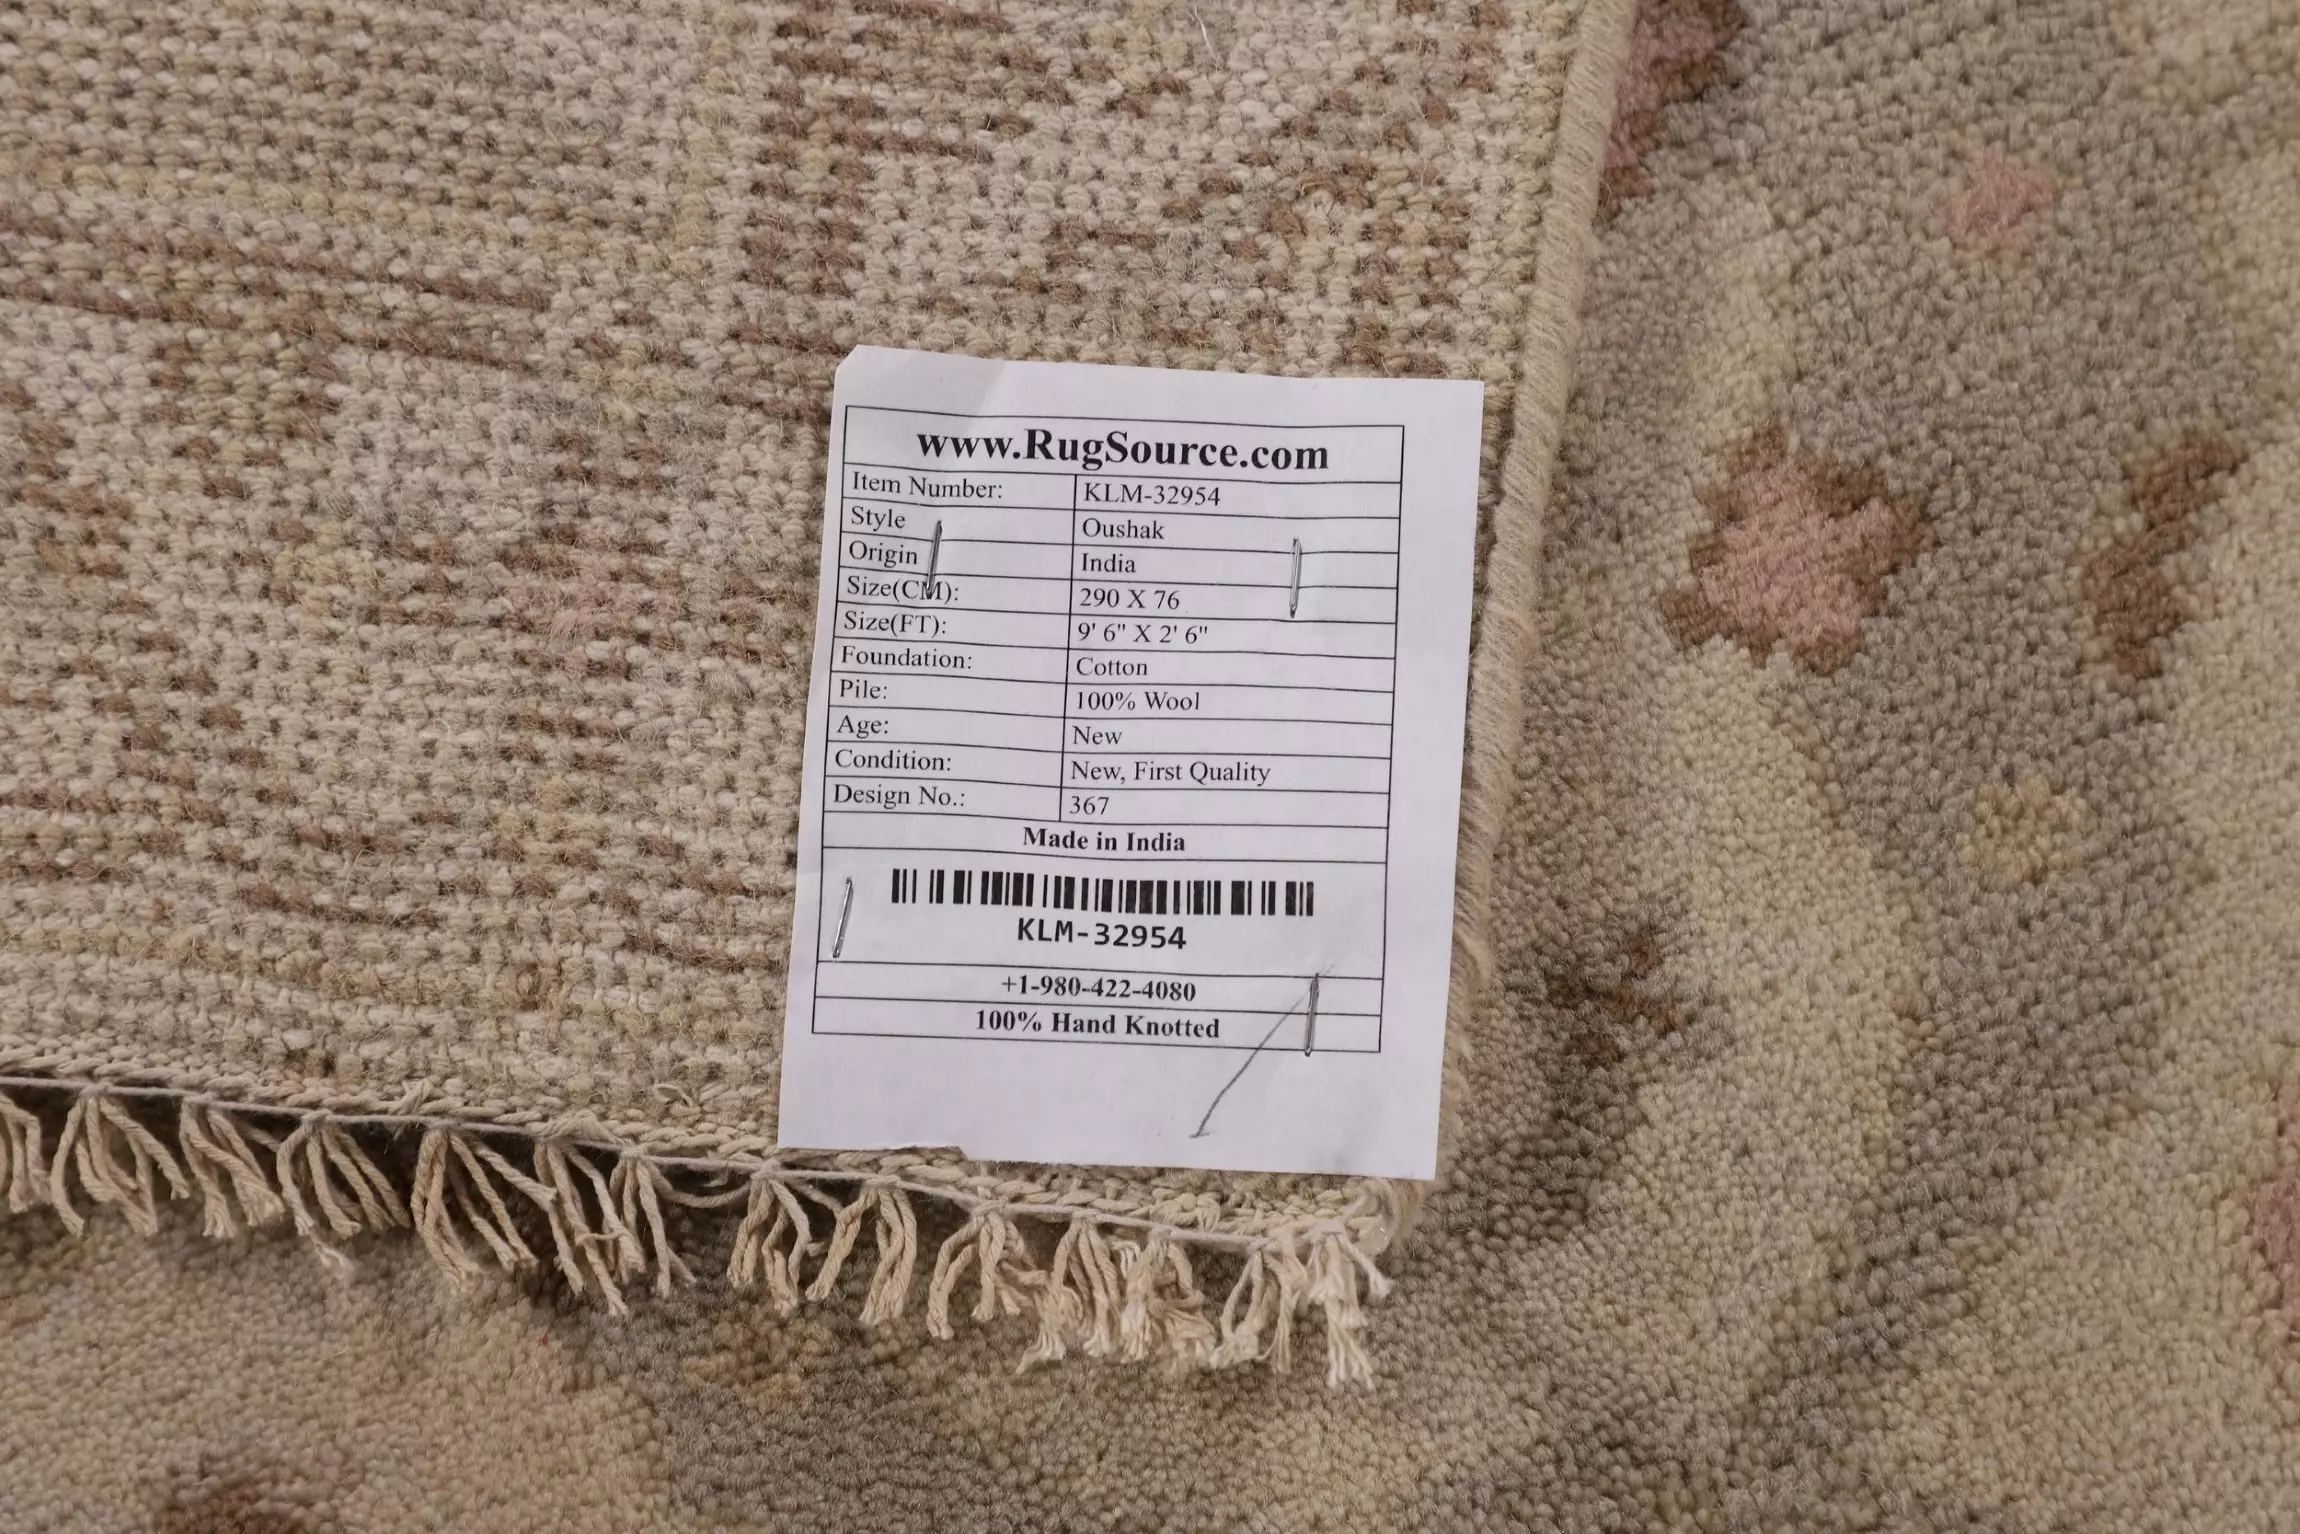 www.RugSource.com
Item Number: KLM-32954
Style Oushak
Origin India
Size(CM): 290 X 76
Size(FT): 9' 6" X 2' 6"
Foundation: Cotton
Pile: 100% Wool
Age: New
Condition: New, First Quality
Design No.: 367
Made in India
KLM-32954
+1-980-422-4080
100% Hand Knotted